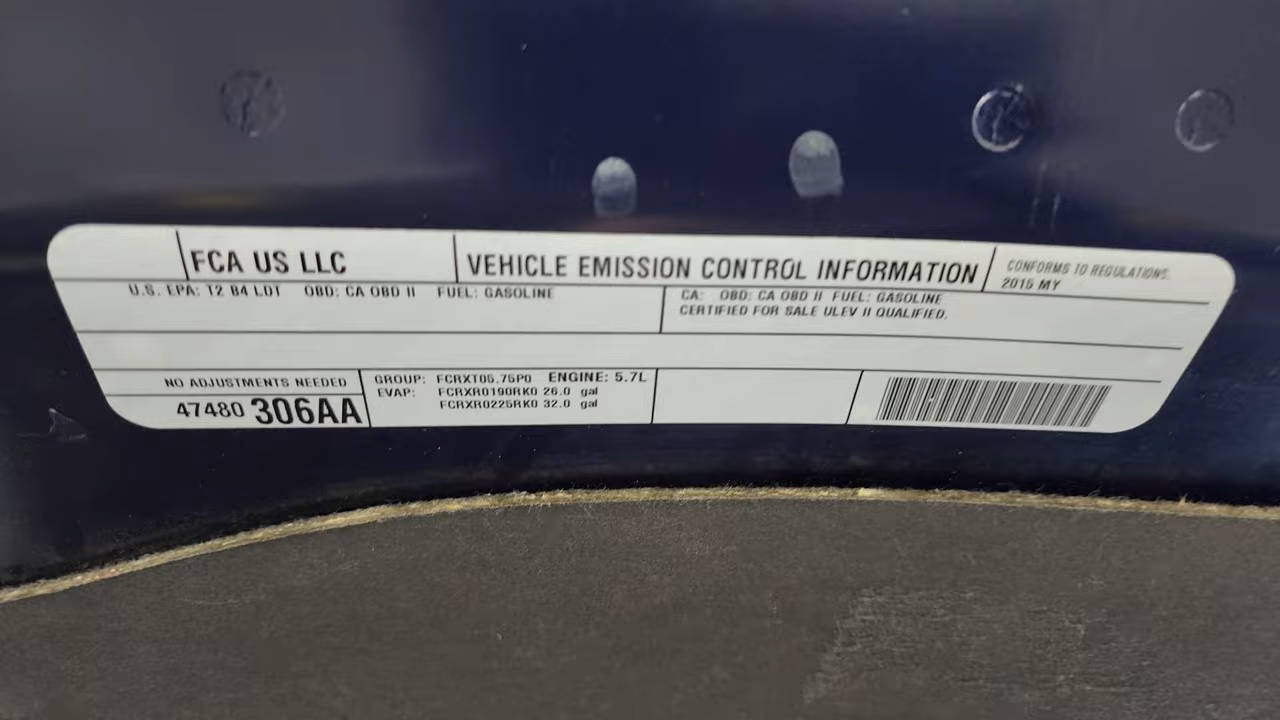 FCA US LLC
VEHICLE EMISSION CONTROL INFORMATION
CONFORMS TO REGULATIONS:
2015 MY
U.S. EPA: T2 B4 LDT OBD: CA OBD II FUEL: GASOLINE
CA: OBD: CA OBD II FUEL: GASOLINE
CERTIFIED FOR SALE ULEV II QUALIFIED.
NO ADJUSTMENTS NEEDED
47480 306AA
GROUP: FCRXT05.75P0 ENGINE: 5.7L
EVAP: FCRXR0190RK0 26.0 gal
FCRXR0225RK0 32.0 gal